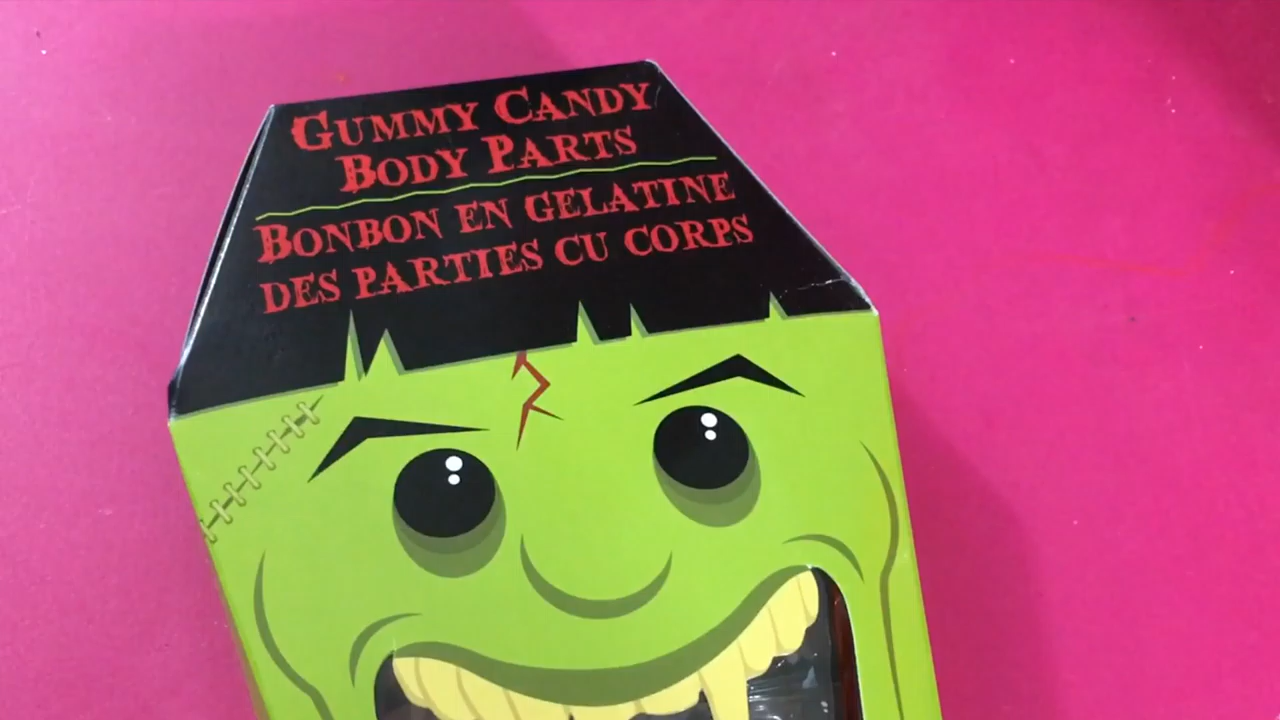 GUMMY CANDY
BODY PARTS
BONBON EN GELATINE
DES PARTIES CU CORPS